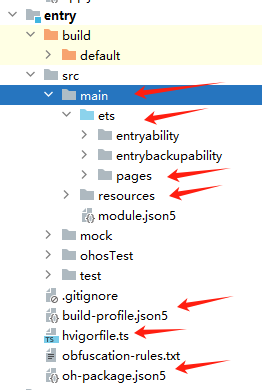 entry
build
default
src
main
ets
entryability
entrybackupability
pages
resources
module.json5
mock
ohosTest
test
.gitignore
build-profile.json5
hvigorfile.ts
obfuscation-rules.txt
oh-package.json5